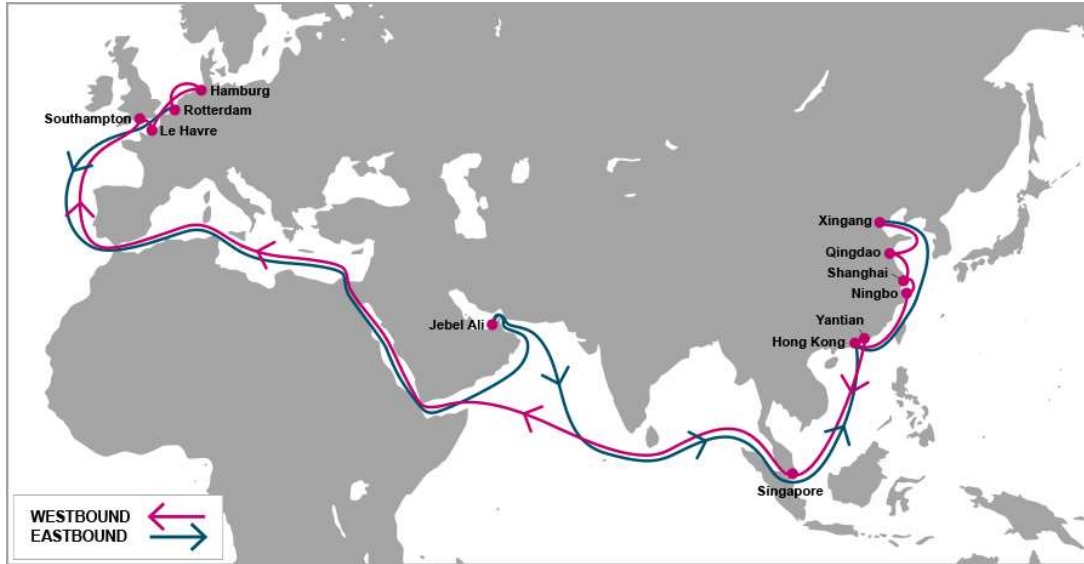 Hamburg
Rotterdam
Southampton
Le Havre
Xingang
Qingdao
Shanghai
Ningbo
Yantian
Jebel Ali
Hong Kong
Singapore
WESTBOUND
EASTBOUND